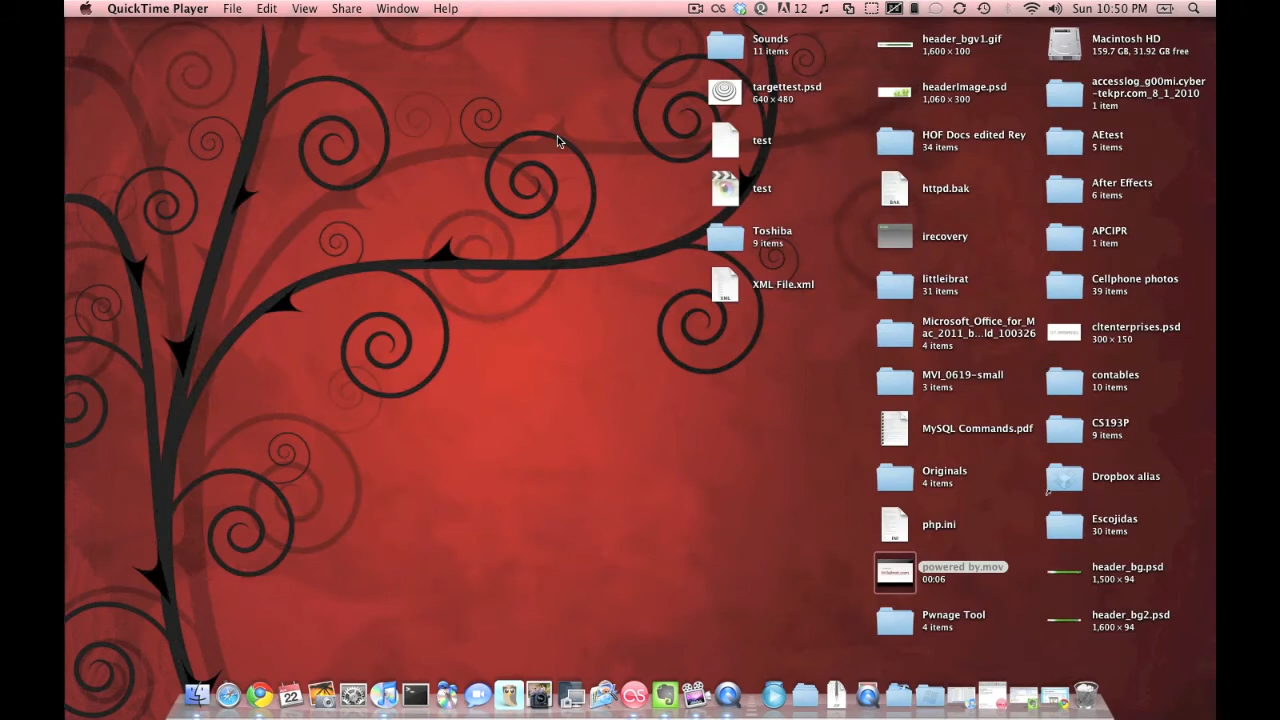 QuickTime Player File Edit View Share Window Help 12 Sun 10:50 PM
Sounds
11 items
targettest.psd
640 × 480
test
test
Toshiba
9 items
XML File.xml
header_bgv1.gif
1,600 × 100
headerImage.psd
1,060 × 300
HOF Docs edited Rey
34 items
httpd.bak
irecovery
littleibrat
31 items
Microsoft_Office_for_M
ac_2011_b...ld_100326
4 items
MVI_0619-small
3 items
MySQL Commands.pdf
Originals
4 items
php.ini
powered by.mov
00:06
Pwnage Tool
4 items
Macintosh HD
159.7 GB, 31.92 GB free
accesslog_g00mi.cyber
-tekpr.com_8_1_2010
1 item
AEtest
5 items
After Effects
6 items
APCIPR
1 item
Cellphone photos
39 items
cltenterprises.psd
300 × 150
contables
10 items
CS193P
9 items
Dropbox alias
Escojidas
30 items
header_bg.psd
1,500 × 94
header_bg2.psd
1,600 × 94
BAK
XML
INI
22